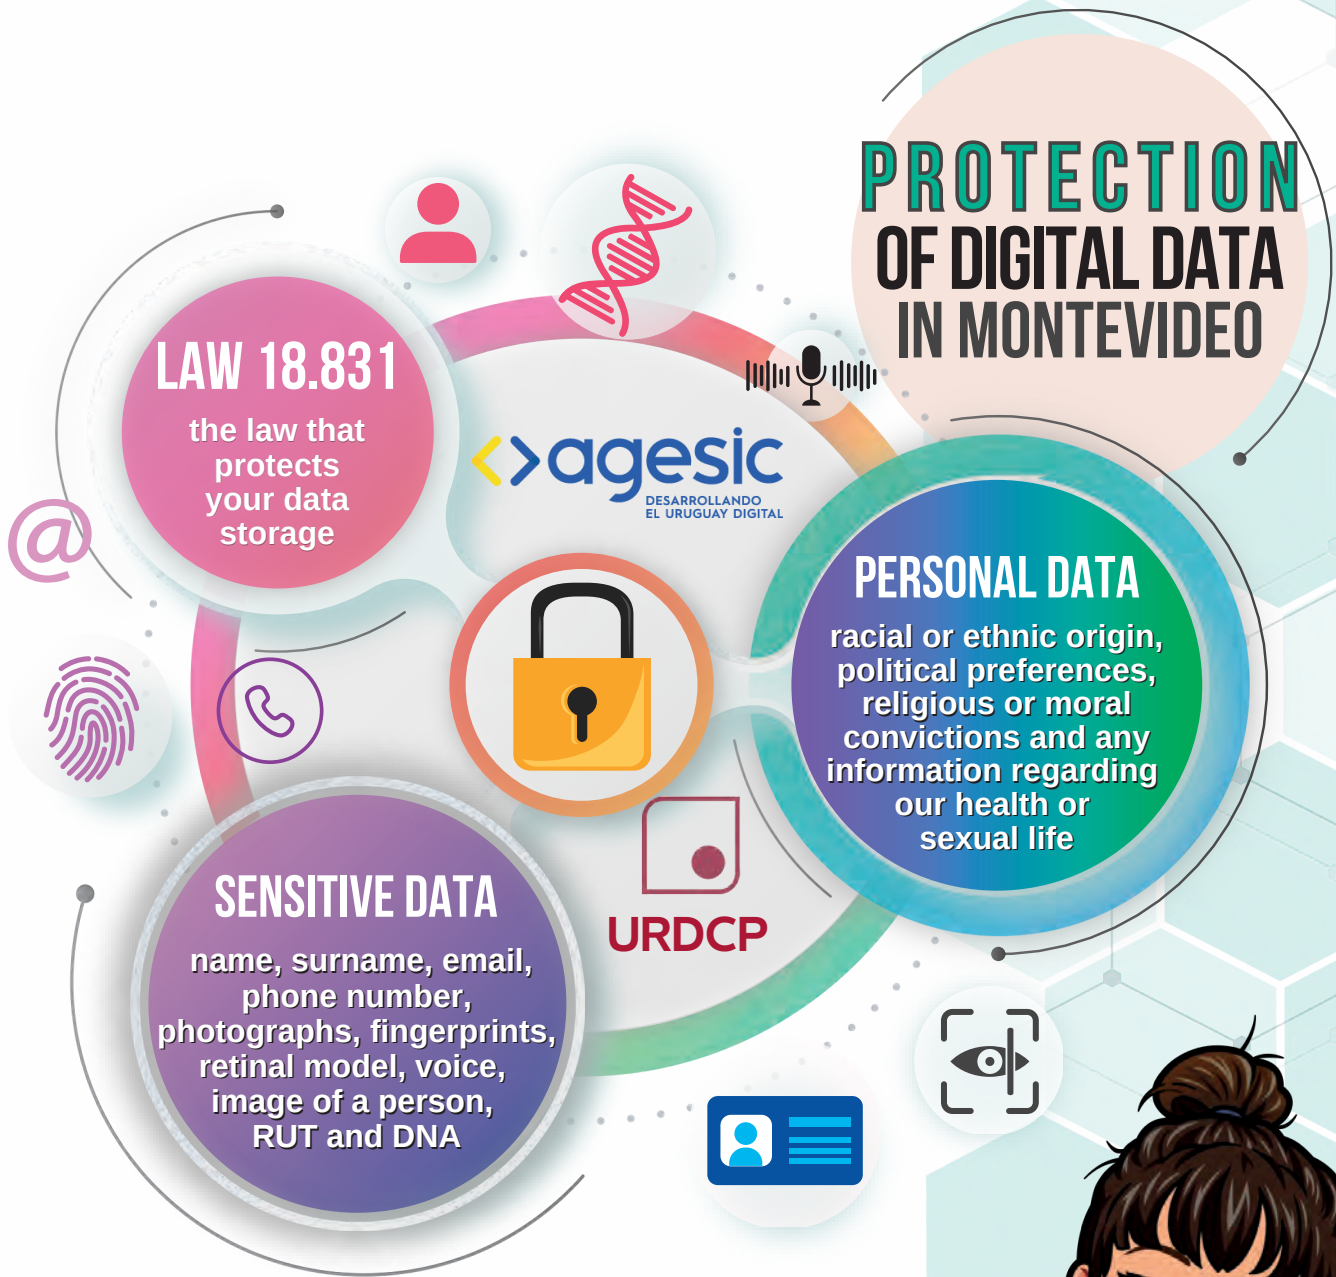 PROTECTION
OF DIGITAL DATA
IN MONTEVIDEO
LAW 18.831
the law that
protects
your data
storage
<>agesic
DESARROLLANDO
EL URUGUAY DIGITAL
@
PERSONAL DATA
racial or ethnic origin,
political preferences,
religious or moral
convictions and any
information regarding
our health or
sexual life
SENSITIVE DATA
name, surname, email,
phone number,
photographs, fingerprints,
retinal model, voice,
image of a person,
RUT and DNA
URDCP